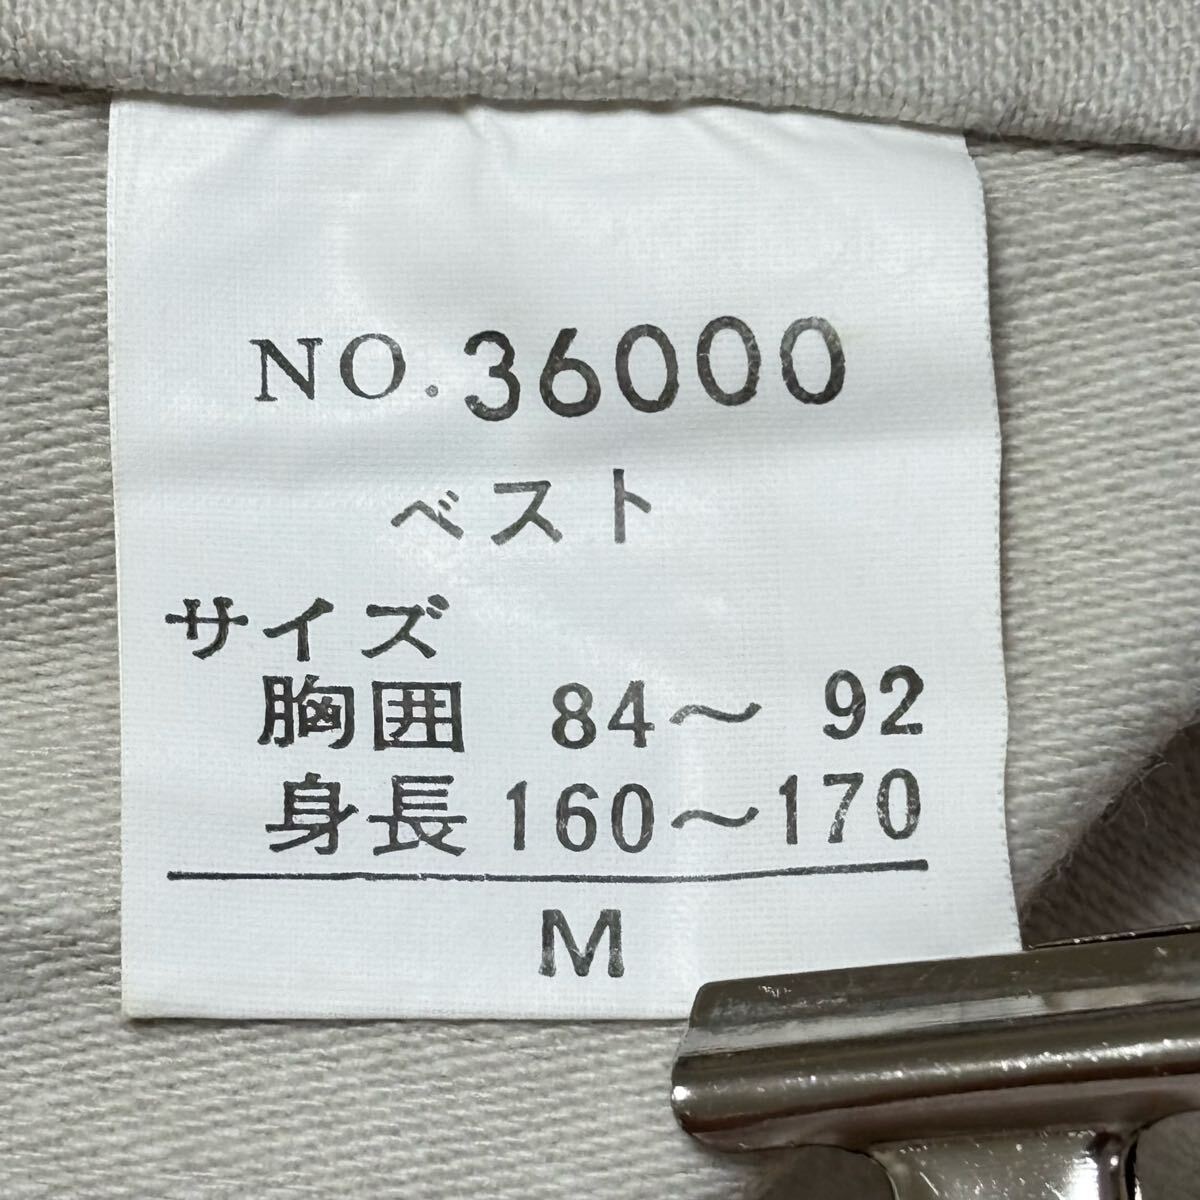 NO. 36000
ベスト
サイズ
胸囲 84～ 92
身長 160～170
M